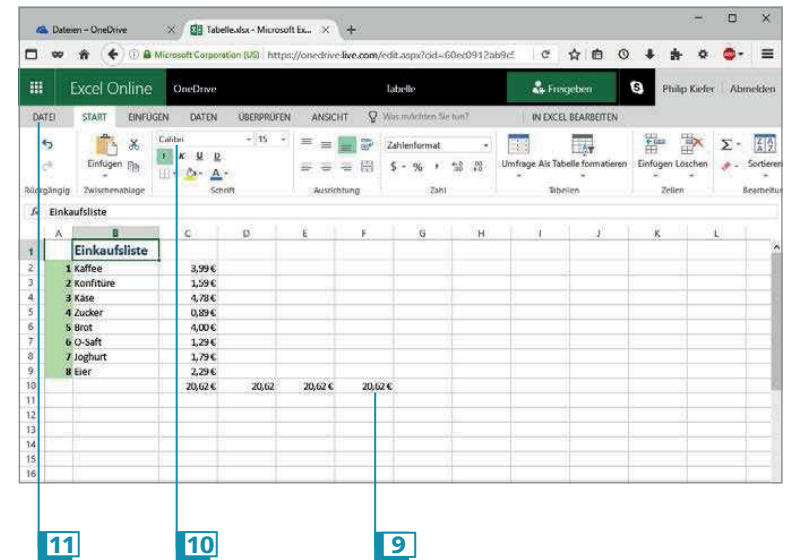 Dateien – OneDrive Tabelle.xlsx - Microsoft Ex...
Microsoft Corporation (US) https://onedrive.live.com/edit.aspx?cid=60ec0912ab9c
Excel Online OneDrive Tabelle Freigeben Philip Kiefer Abmelden
DATEI START EINFÜGEN DATEN ÜBERPRÜFEN ANSICHT Was möchten Sie tun? IN EXCEL BEARBEITEN
Calibri 15 Zahlenformat
Einfügen F K U D $ - % Umfrage Als Tabelle formatieren Einfügen Löschen Sortieren
Rückgängig Zwischenablage Schrift Ausrichtung Zahl Tabellen Zellen Bearbeitun
fx Einkaufsliste
A B C D E F G H I J K L
1 Einkaufsliste
2 1 Kaffee 3,99 €
3 2 Konfitüre 1,59 €
4 3 Käse 4,78 €
5 4 Zucker 0,89 €
6 5 Brot 4,00 €
7 6 O-Saft 1,29 €
8 7 Joghurt 1,79 €
9 8 Eier 2,29 €
10 20,62 € 20,62 20,62 € 20,62 €
11
12
13
14
15
16
11 10 9